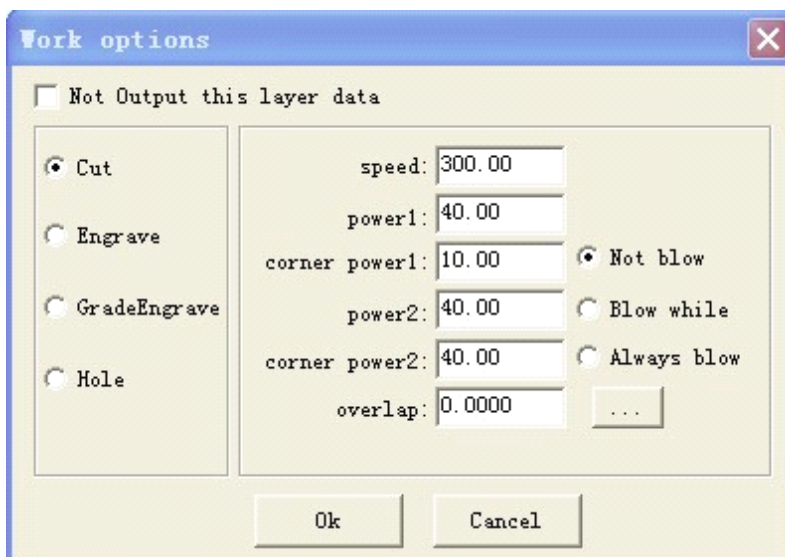 Work options
Not Output this layer data
Cut
Engrave
GradeEngrave
Hole
speed: 300.00
power1: 40.00
corner power1: 10.00
power2: 40.00
corner power2: 40.00
overlap: 0.0000
Not blow
Blow while
Always blow
...
Ok
Cancel